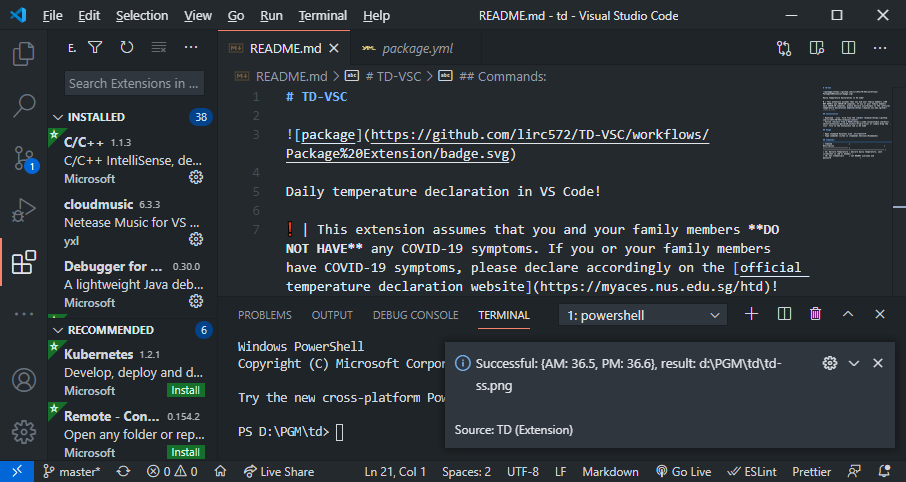 File Edit Selection View Go Run Terminal Help README.md - td - Visual Studio Code
E.
Search Extensions in ...
INSTALLED 38
C/C++ 1.1.3
C/C++ IntelliSense, de...
Microsoft
cloudmusic 6.3.3
Netease Music for VS ...
yxl
Debugger for ... 0.30.0
A lightweight Java deb...
Microsoft
RECOMMENDED 6
Kubernetes 1.2.1
Develop, deploy and d...
Microsoft Install
Remote - Con... 0.154.2
Open any folder or rep...
Microsoft Install
1
README.md package.yml
README.md > # TD-VSC > ## Commands:
1 # TD-VSC
2
3 ![package](https://github.com/lirc572/TD-VSC/workflows/
Package%20Extension/badge.svg)
4
5 Daily temperature declaration in VS Code!
6
7 ❗ | This extension assumes that you and your family members **DO
NOT HAVE** any COVID-19 symptoms. If you or your family members
have COVID-19 symptoms, please declare accordingly on the [official
temperature declaration website](https://myaces.nus.edu.sg/htd)!
PROBLEMS OUTPUT DEBUG CONSOLE TERMINAL 1: powershell
Windows PowerShell
Copyright (C) Microsoft Corpor
Try the new cross-platform Pow
PS D:\PGM\td>
Successful: {AM: 36.5, PM: 36.6}, result: d:\PGM\td\td-
ss.png
Source: TD (Extension)
master* 0 0 Live Share Ln 21, Col 1 Spaces: 2 UTF-8 LF Markdown Go Live ESLint Prettier